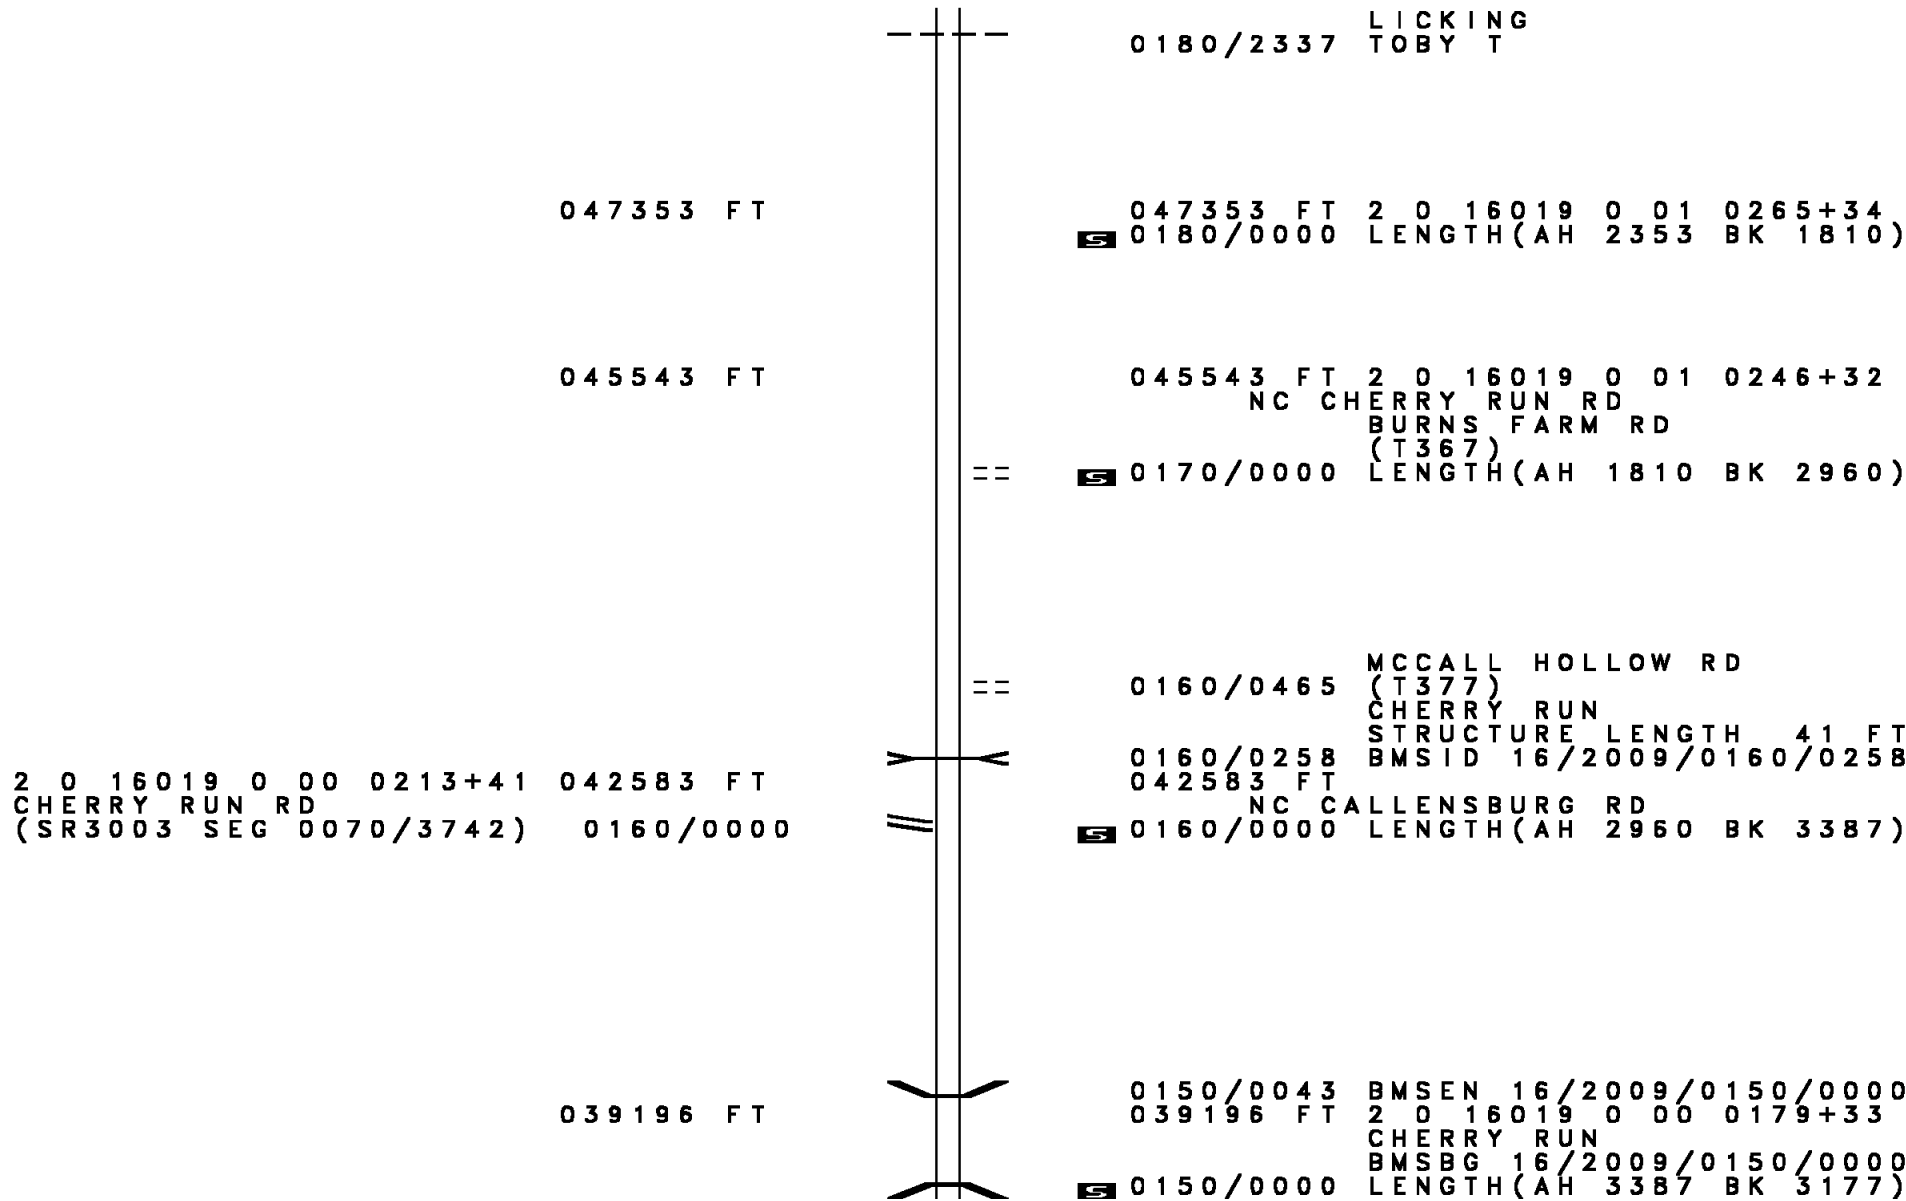 LICKING
0180/2337 TOBY T
047353 FT 047353 FT 2 0 16019 0 01 0265+34
S 0180/0000 LENGTH(AH 2353 BK 1810)
045543 FT 045543 FT 2 0 16019 0 01 0246+32
NC CHERRY RUN RD
BURNS FARM RD
(T367)
S 0170/0000 LENGTH(AH 1810 BK 2960)
MCCALL HOLLOW RD
0160/0465 (T377)
CHERRY RUN
STRUCTURE LENGTH 41 FT
0160/0258 BMSID 16/2009/0160/0258
2 0 16019 0 00 0213+41 042583 FT 042583 FT
CHERRY RUN RD NC CALLENSBURG RD
(SR3003 SEG 0070/3742) 0160/0000 S 0160/0000 LENGTH(AH 2960 BK 3387)
0150/0043 BMSEN 16/2009/0150/0000
039196 FT 039196 FT 2 0 16019 0 00 0179+33
CHERRY RUN
BMSBG 16/2009/0150/0000
S 0150/0000 LENGTH(AH 3387 BK 3177)